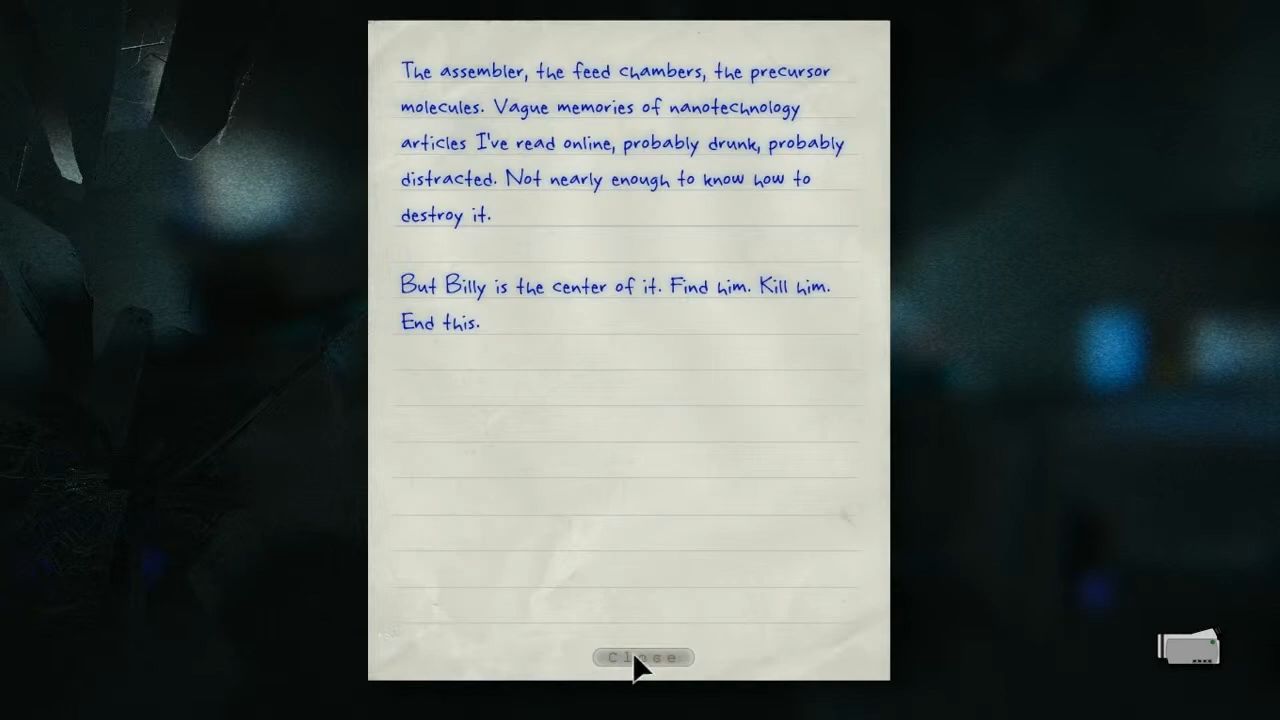 The assembler, the feed chambers, the precursor
molecules. Vague memories of nanotechnology
articles I've read online, probably drunk, probably
distracted. Not nearly enough to know how to
destroy it.
But Billy is the center of it. Find him. Kill him.
End this.
Close